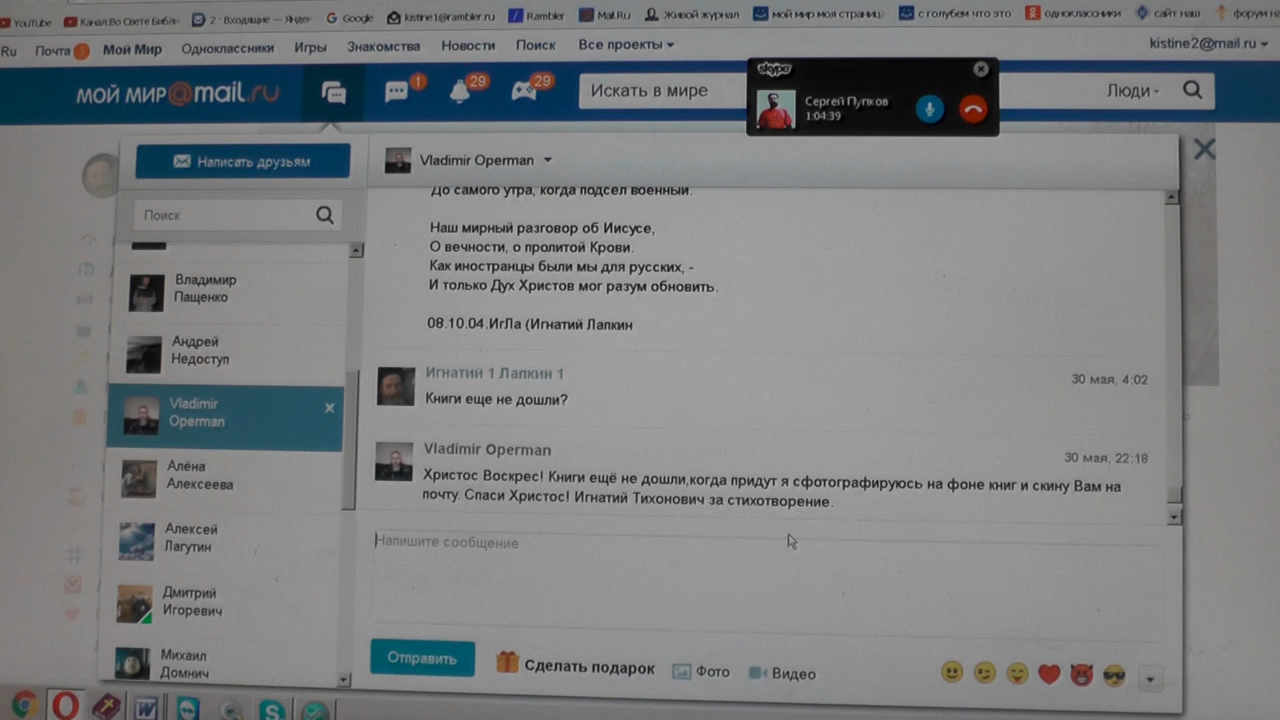 YouTube Канал:Во Свете Библи 2 · Входящие — Янде Google kistine1@rambler.ru Rambler Mail.Ru Живой журнал мой мир моя страниц с голубем что это одноклассники сайт наш форум н
Ru Почта Мой Мир Одноклассники Игры Знакомства Новости Поиск Все проекты kistine2@mail.ru
skype
МОЙ МИР@mail.ru 1 29 29 Искать в мире Сергей Пупков Люди
1:04:39
Написать друзьям Vladimir Operman
До самого утра, когда подсел военный.
Поиск
Наш мирный разговор об Иисусе,
О вечности, о пролитой Крови.
Как иностранцы были мы для русских, -
И только Дух Христов мог разум обновить.
08.10.04.ИгЛа (Игнатий Лапкин
Владимир
Пащенко
Андрей
Недоступ
Vladimir
Operman
Алёна
Алексеева
Алексей
Лагутин
Дмитрий
Игоревич
Михаил
Домнич
Игнатий 1 Лапкин 1 30 мая, 4:02
Книги еще не дошли?
Vladimir Operman 30 мая, 22:18
Христос Воскрес! Книги ещё не дошли,когда придут я сфотографируюсь на фоне книг и скину Вам на
почту. Спаси Христос! Игнатий Тихонович за стихотворение.
Напишите сообщение
Отправить Сделать подарок Фото Видео